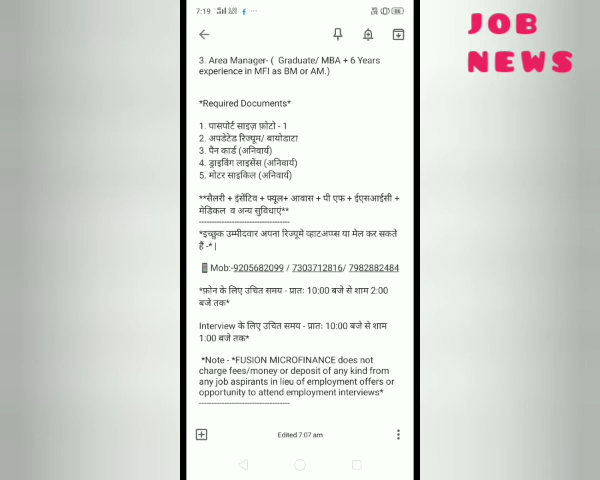 JOB
NEWS
7:19
3. Area Manager- ( Graduate/ MBA + 6 Years
experience in MFI as BM or AM.)
*Required Documents*
1. पासपोर्ट साइज़ फ़ोटो - 1
2. अपडेटेड रिज्यूम/ बायोडाटा
3. पैन कार्ड (अनिवार्य)
4. ड्राइविंग लाइसेंस (अनिवार्य)
5. मोटर साइकिल (अनिवार्य)
**सैलरी + इंसेंटिव + फ्यूल+ आवास + पी एफ + ईएसआईसी +
मेडिकल व अन्य सुविधाएं**
------------------------------------
*इच्छुक उम्मीदवार अपना रिज्यूमे व्हाटअप्प्स या मेल कर सकते
हैं -* |
Mob:-9205682099 / 7303712816/ 7982882484
*फ़ोन के लिए उचित समय - प्रातः 10:00 बजे से शाम 2:00
बजे तक*
Interview के लिए उचित समय - प्रातः 10:00 बजे से शाम
1:00 बजे तक*
*Note - *FUSION MICROFINANCE does not
charge fees/money or deposit of any kind from
any job aspirants in lieu of employment offers or
opportunity to attend employment interviews*
------------------------------------
Edited 7:07 am